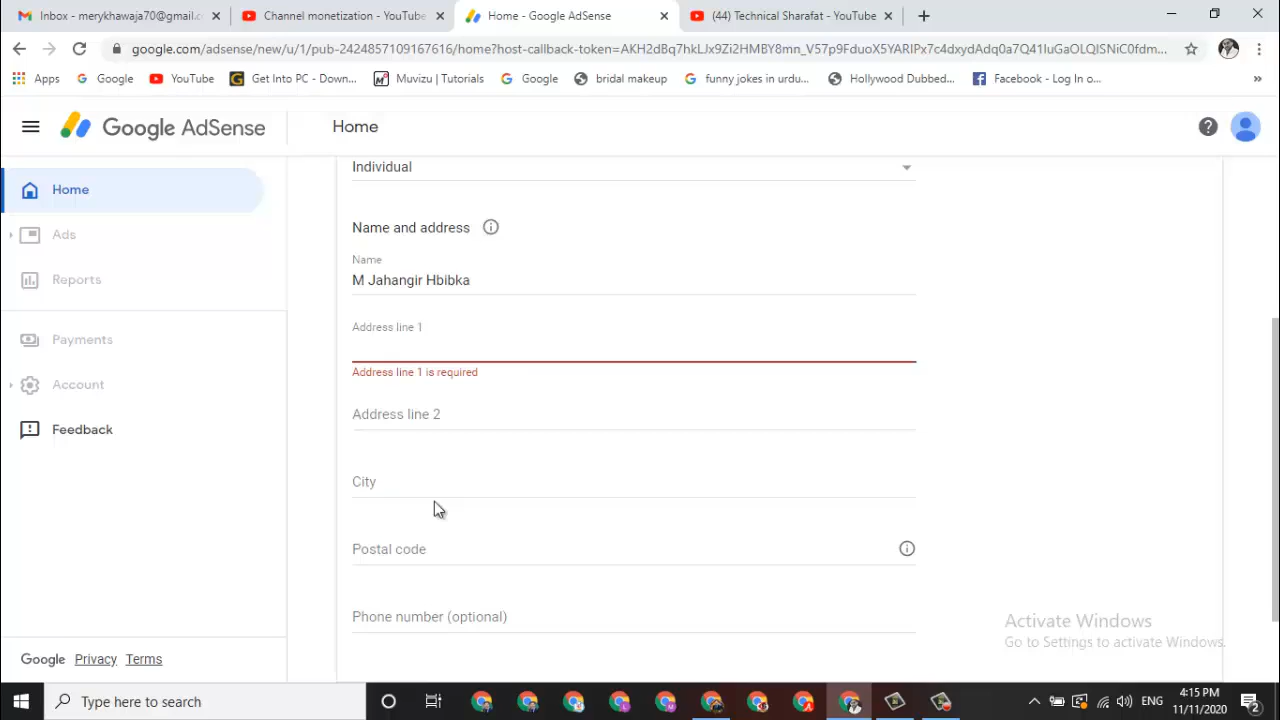 Inbox - merykhawaja70@gmail.c
Channel monetization - YouTube
Home - Google AdSense
(44) Technical Sharafat - YouTube
google.com/adsense/new/u/1/pub-2424857109167616/home?host-callback-token=
Apps
Google
YouTube
Get Into PC - Down...
Muvizu | Tutorials
Google
bridal makeup
funny jokes in urdu...
Hollywood Dubbed...
Facebook - Log In o...
»
Google AdSense
Home
Home
Ads
Reports
Payments
Account
Feedback
Google Privacy Terms
Individual
Name and address
Name
M Jahangir Hbibka
Address line 1
Address line 1 is required
Address line 2
City
Postal code
Phone number (optional)
Activate Windows
Go to Settings to activate Windows.
Type here to search
ENG
4:15 PM
11/11/2020
2